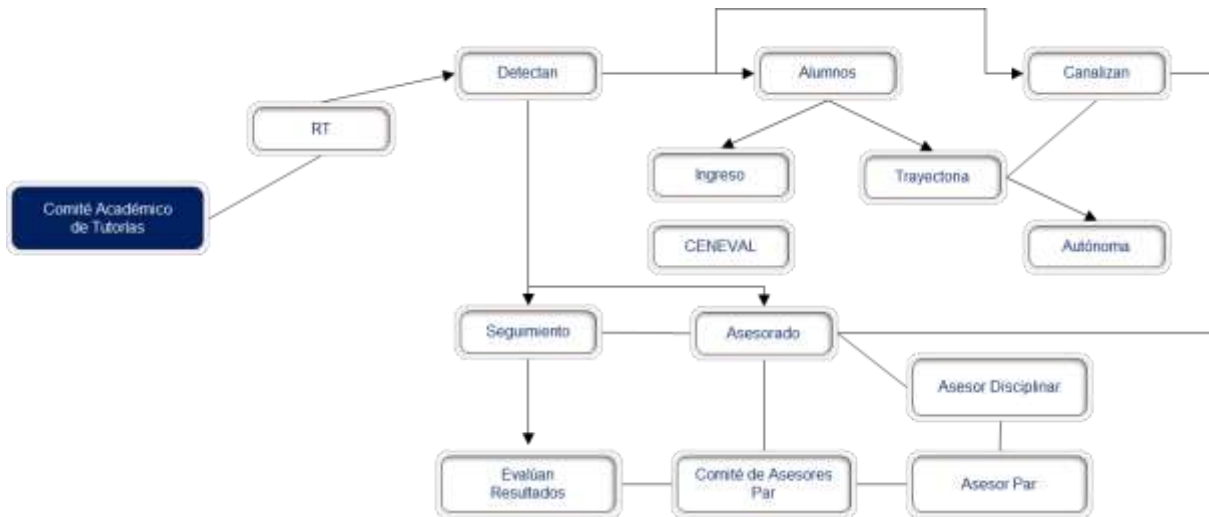 Detectan
Alumnos
Canalizan
RT
Ingreso
Trayectoria
Comité Académico
de Tutorías
CENEVAL
Autónoma
Seguimiento
Asesorado
Asesor Disciplinar
Evalúan
Resultados
Comité de Asesores
Par
Asesor Par